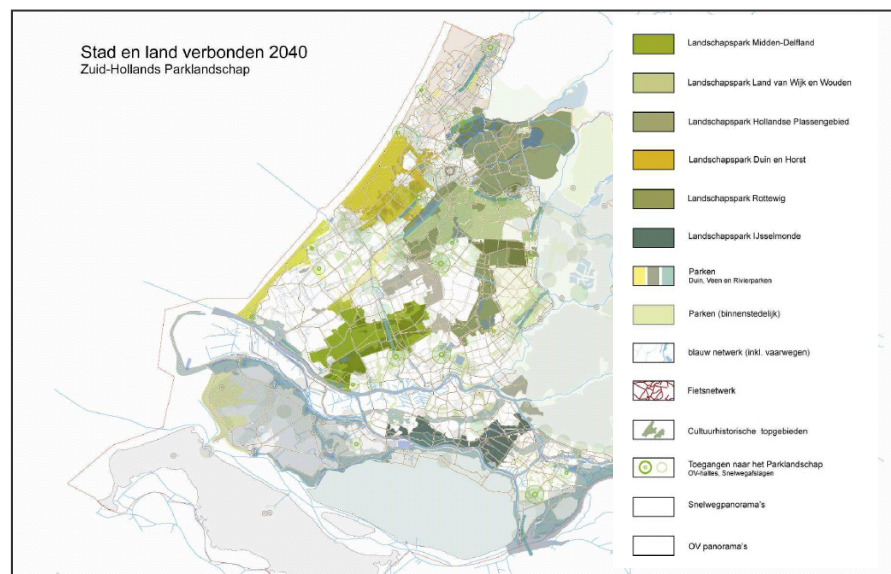 Stad en land verbonden 2040
Zuid-Hollands Parklandschap
Landschapspark Midden-Delfland
Landschapspark Land van Wijk en Wouden
Landschapspark Hollandse Plassengebied
Landschapspark Duin en Horst
Landschapspark Rottewig
Landschapspark IJsselmonde
Parken
Duin, Veen en Rivierparken
Parken (binnenstedelijk)
blauw netwerk (inkl. vaarwegen)
Fietsnetwerk
Cultuurhistorische topgebieden
Toegangen naar het Parklandschap
OV-haltes, Snelwegafslagen
Snelwegpanorama's
OV panorama's